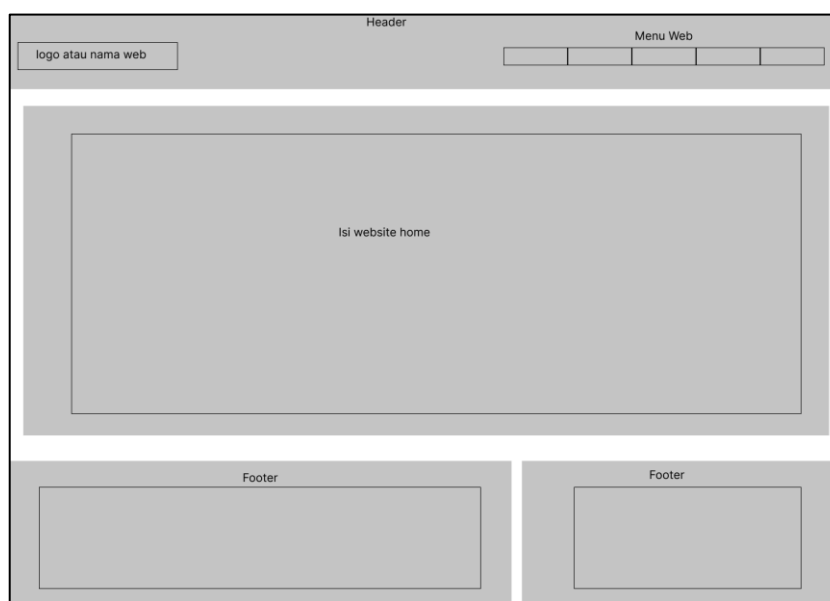 Header
Menu Web
logo atau nama web
Isi website home
Footer
Footer